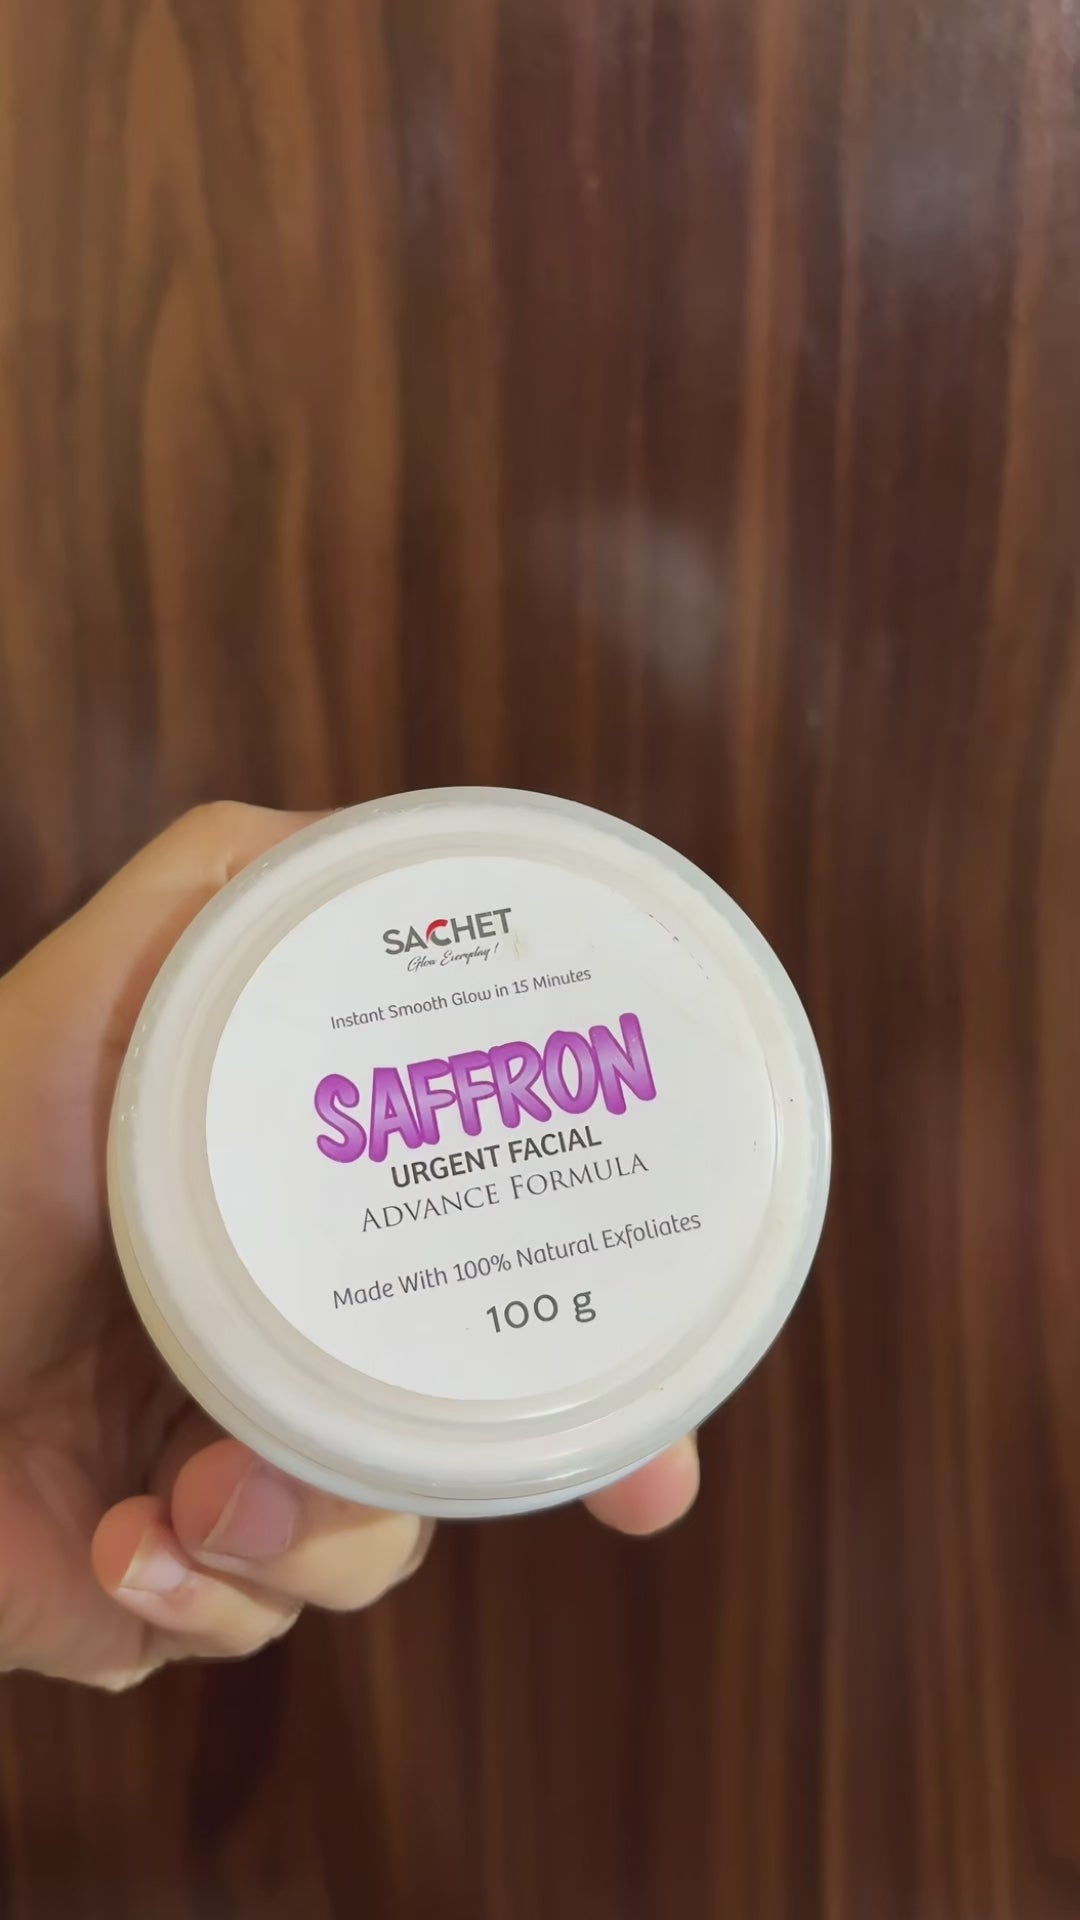 SACHET
Glow Everyday !
Instant Smooth Glow in 15 Minutes
SAFFRON
URGENT FACIAL
ADVANCE FORMULA
Made With 100% Natural Exfoliates
100 g